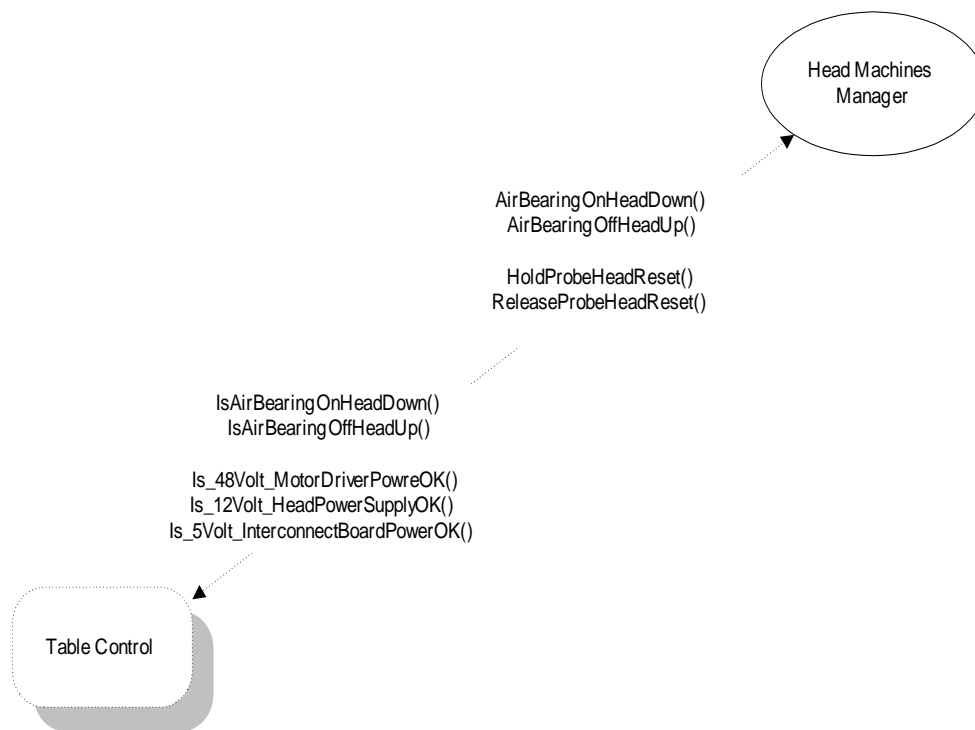 Head Machines
Manager
AirBearingOnHeadDown()
AirBearingOffHeadUp()
HoldProbeHeadReset()
ReleaseProbeHeadReset()
IsAirBearingOnHeadDown()
IsAirBearingOffHeadUp()
Is_48Volt_MotorDriverPowreOK()
Is_12Volt_HeadPowerSupplyOK()
Is_5Volt_InterconnectBoardPowerOK()
Table Control